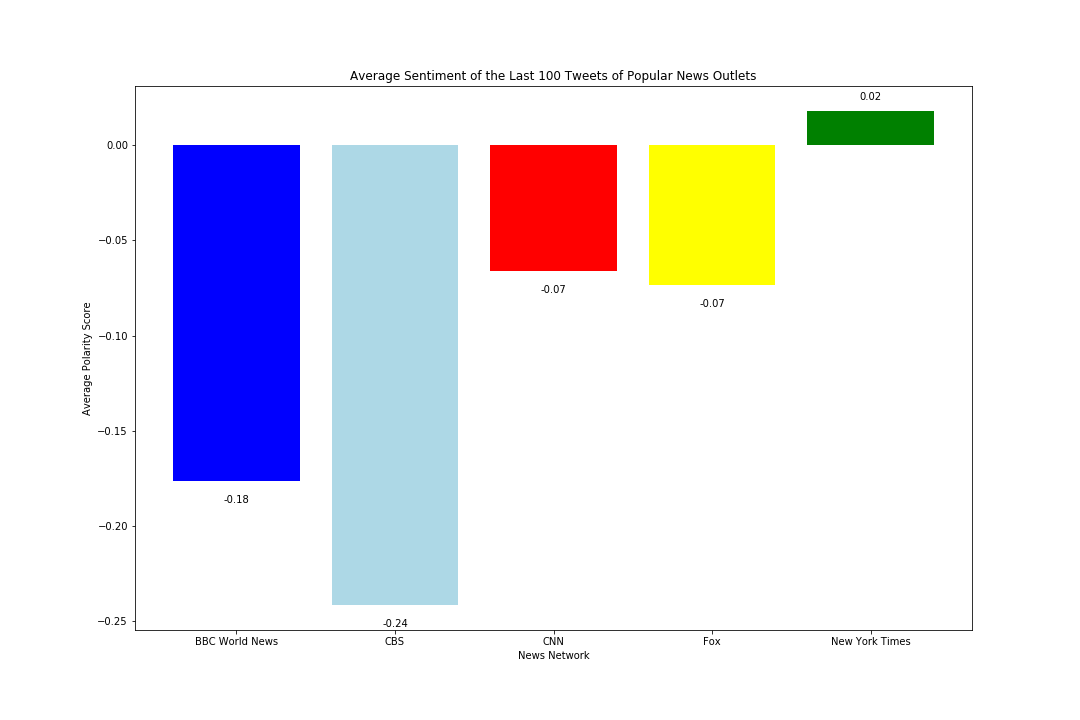 Average Sentiment of the Last 100 Tweets of Popular News Outlets
0.02
0.00
−0.05
-0.07
-0.07
−0.10
Average Polarity Score
−0.15
-0.18
−0.20
−0.25
-0.24
BBC World News CBS CNN Fox New York Times
News Network